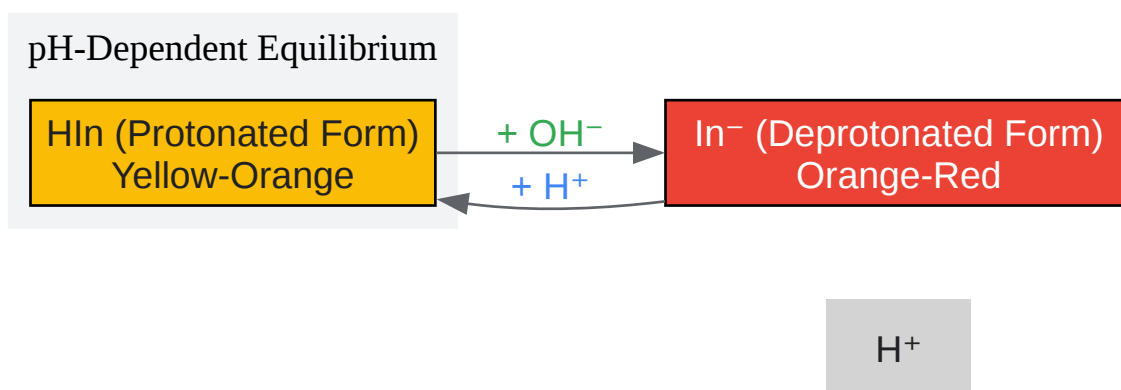 pH-Dependent Equilibrium
HIn (Protonated Form)
Yellow-Orange
+ OH⁻
+ H⁺
In⁻ (Deprotonated Form)
Orange-Red
H⁺